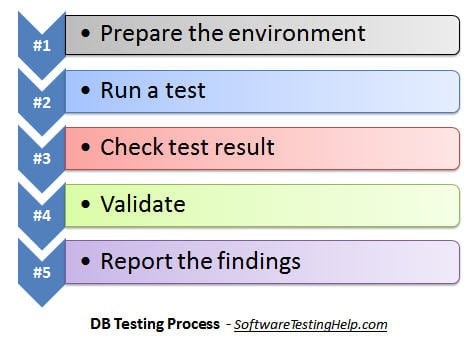 #1 • Prepare the environment
#2 • Run a test
#3 • Check test result
#4 • Validate
#5 • Report the findings
DB Testing Process - SoftwareTestingHelp.com